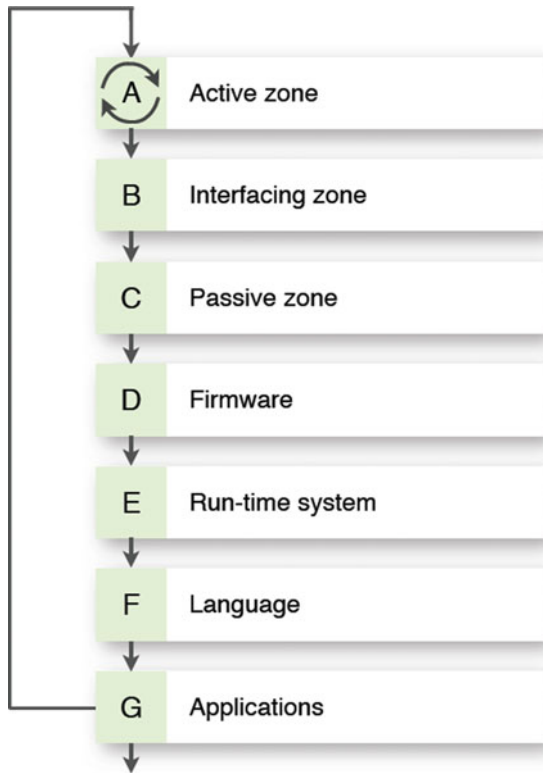 A Active zone
B Interfacing zone
C Passive zone
D Firmware
E Run-time system
F Language
G Applications